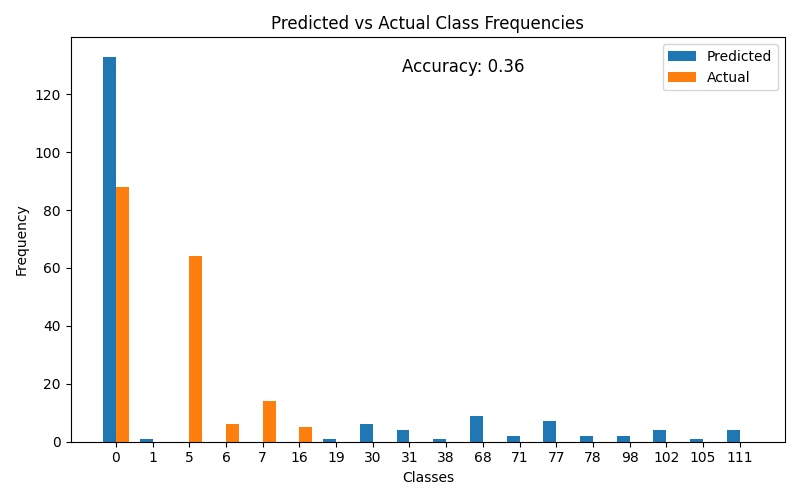 Predicted vs Actual Class Frequencies
Accuracy: 0.36
Predicted
Actual
Frequency
120
100
80
60
40
20
0
0 1 5 6 7 16 19 30 31 38 68 71 77 78 98 102 105 111
Classes